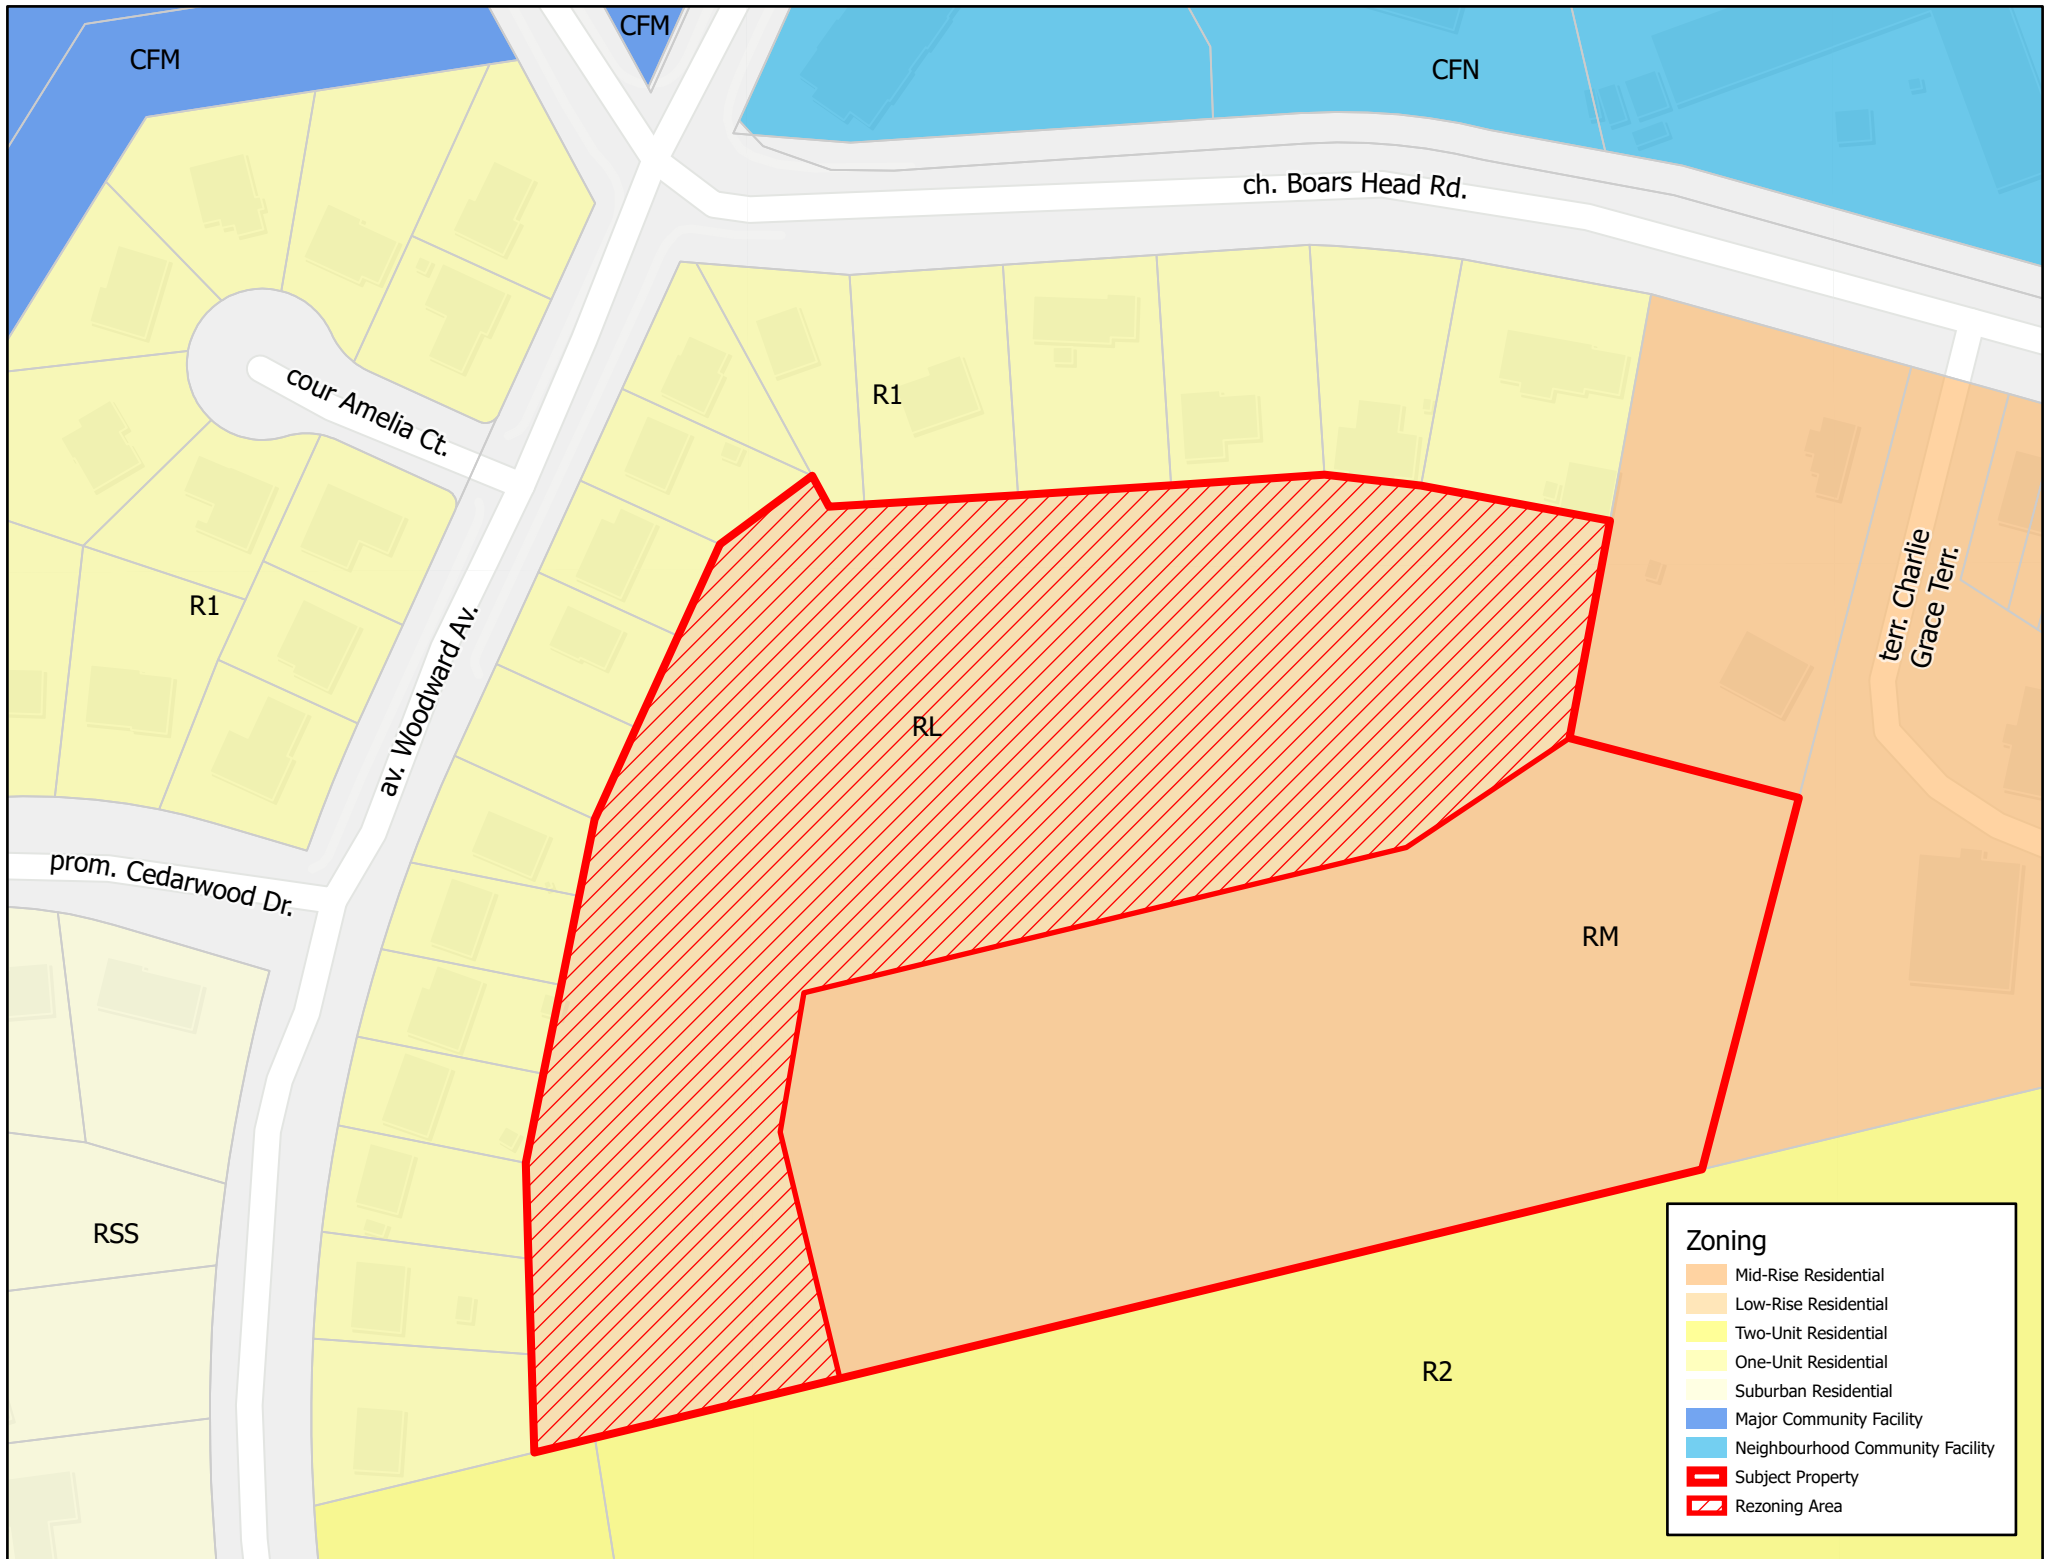 CFM
CFM
CFN
ch. Boars Head Rd.
cour Amelia Ct.
R1
R1
terr. Charlie
Grace Terr.
av. Woodward Av.
RL
prom. Cedarwood Dr.
RM
RSS
R2
Zoning
Mid-Rise Residential
Low-Rise Residential
Two-Unit Residential
One-Unit Residential
Suburban Residential
Major Community Facility
Neighbourhood Community Facility
Subject Property
Rezoning Area